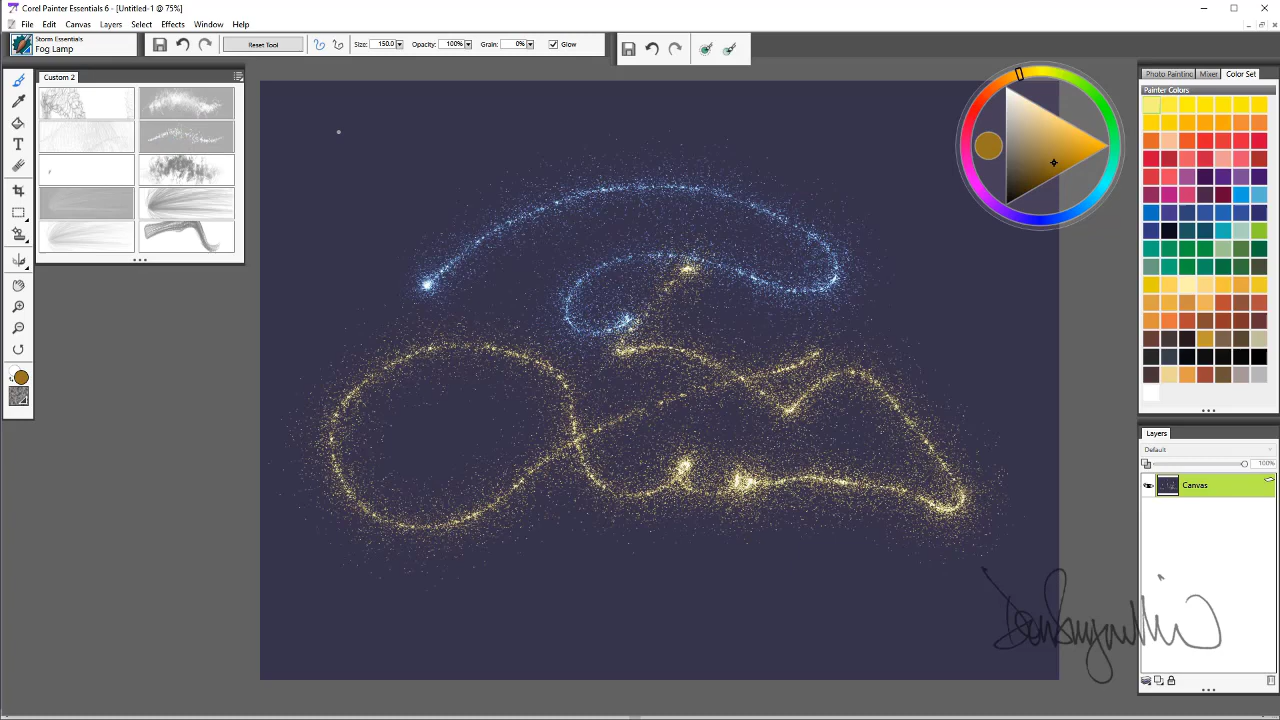 Corel Painter Essentials 6 - [Untitled-1 @ 75%]
File Edit Canvas Layers Select Effects Window Help
Storm Essentials
Fog Lamp
Reset Tool
Size: 150.0
Opacity: 100%
Grain: 0%
Glow
Custom 2
Photo Painting Mixer Color Set
Painter Colors
Layers
Default
100%
Canvas